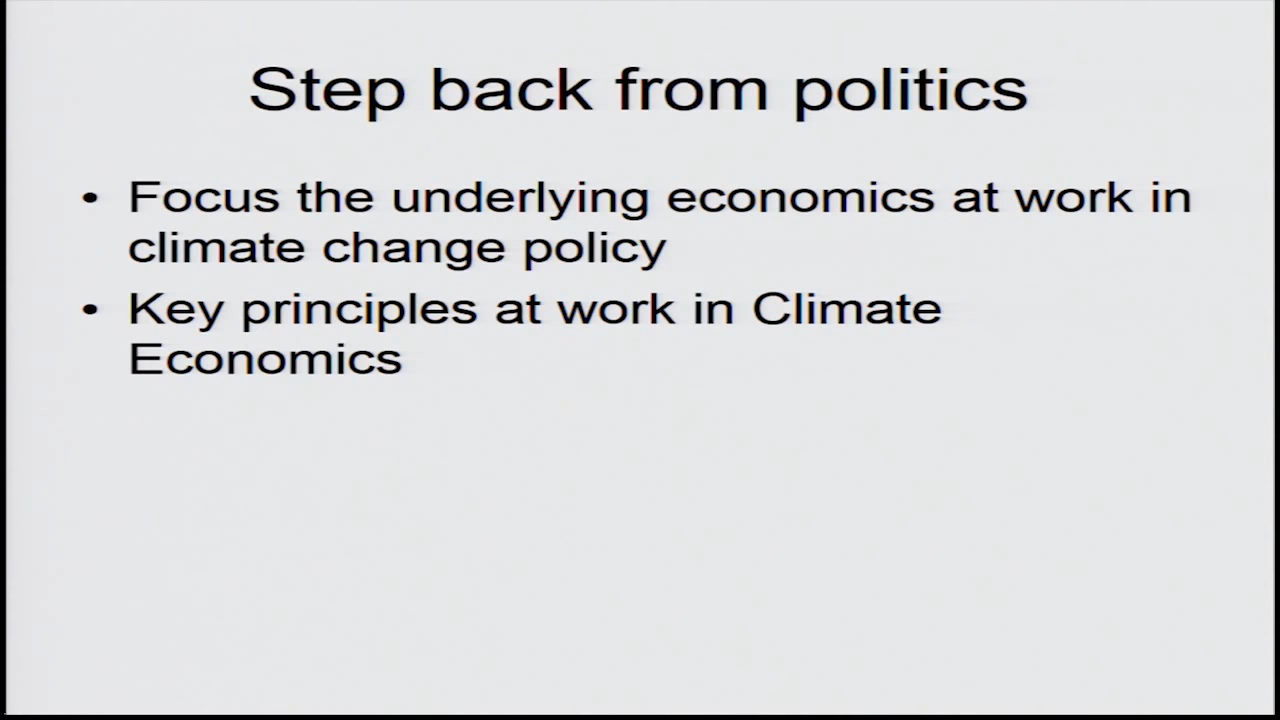 Step back from politics
• Focus the underlying economics at work in
climate change policy
• Key principles at work in Climate
Economics